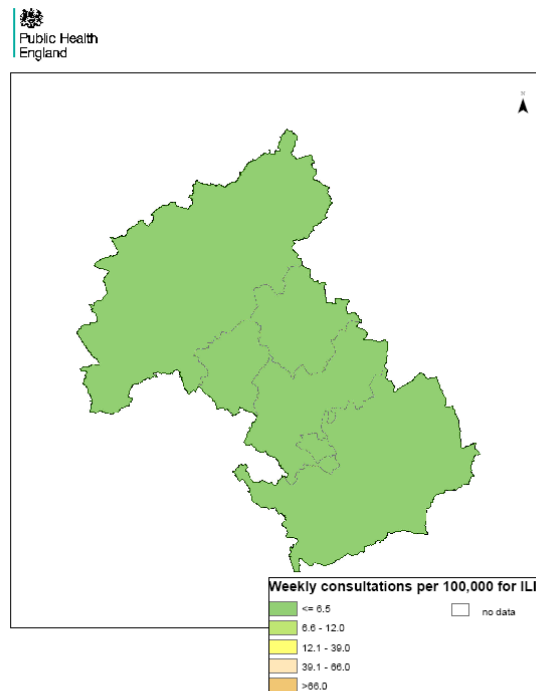 Public Health
England
Weekly consultations per 100,000 for ILI
<= 6.5
no data
6.6 - 12.0
12.1 - 39.0
39.1 - 66.0
>66.0